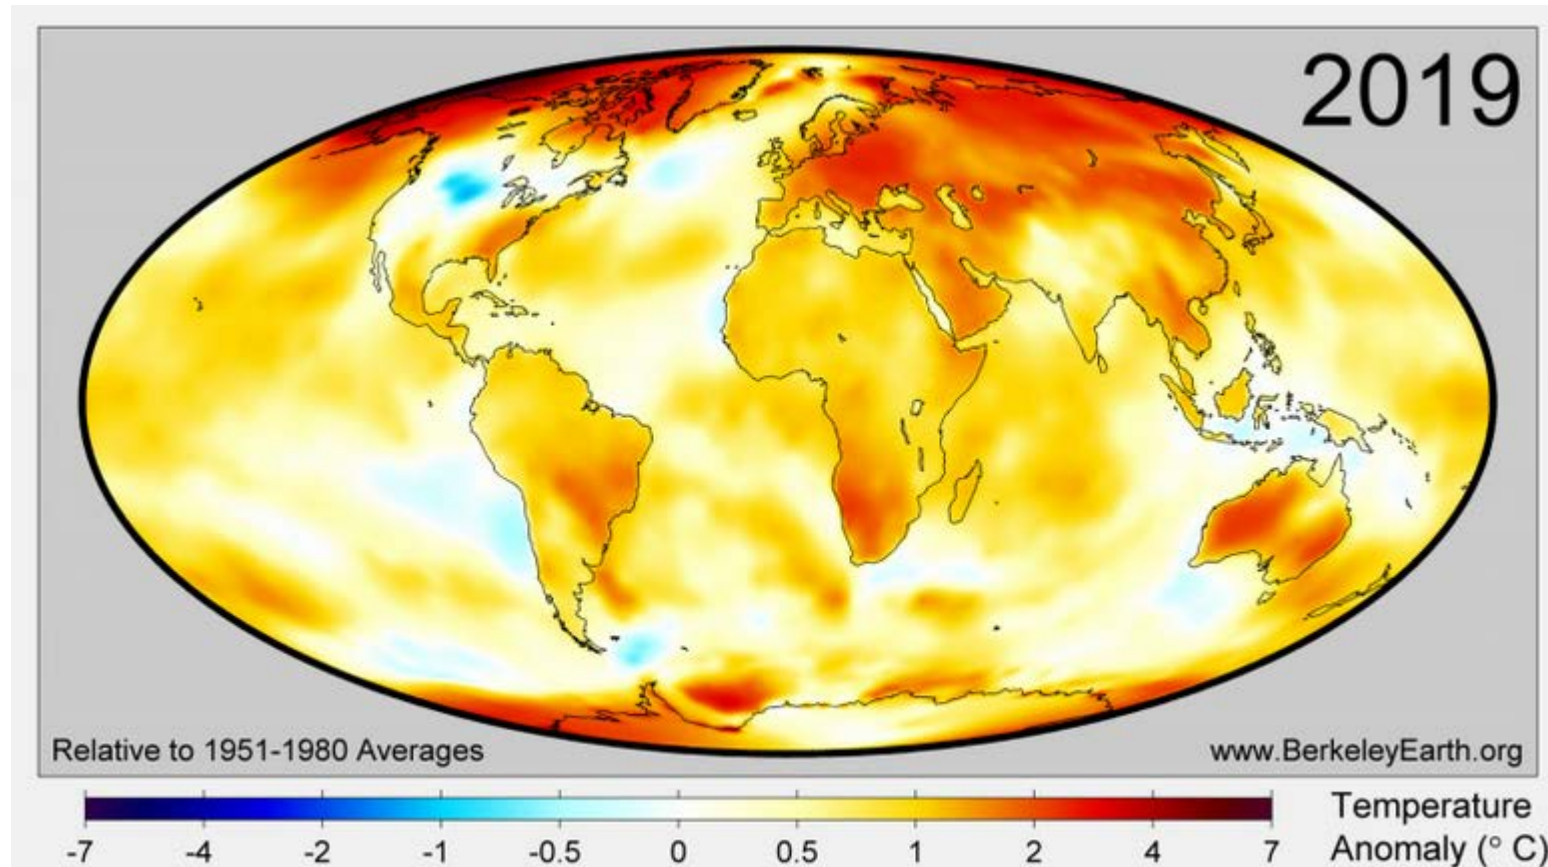 2019
Relative to 1951-1980 Averages
www.BerkeleyEarth.org
-7 -4 -2 -1 -0.5 0 0.5 1 2 4 7
Temperature
Anomaly (° C)